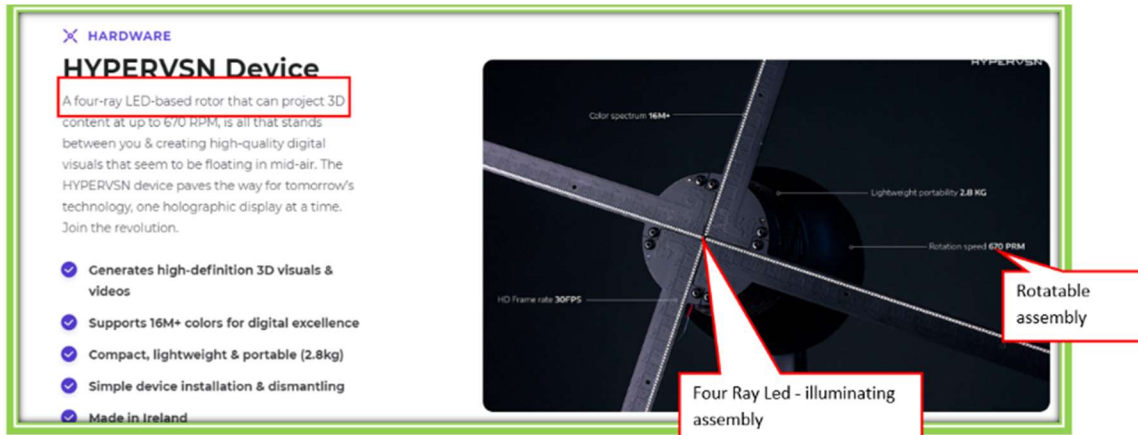 HARDWARE
HYPERVSN Device
A four-ray LED-based rotor that can project 3D
content at up to 670 RPM, is all that stands
between you & creating high-quality digital
visuals that seem to be floating in mid-air. The
HYPERVSN device paves the way for tomorrow's
technology, one holographic display at a time.
Join the revolution.
Generates high-definition 3D visuals &
videos
Supports 16M+ colors for digital excellence
Compact, lightweight & portable (2.8kg)
Simple device installation & dismantling
Made in Ireland
HYPERVSN
Color spectrum 16M+
Lightweight portability 2.8 KG
Rotation speed 670 PRM
HD Frame rate 30FPS
Rotatable
assembly
Four Ray Led - illuminating
assembly